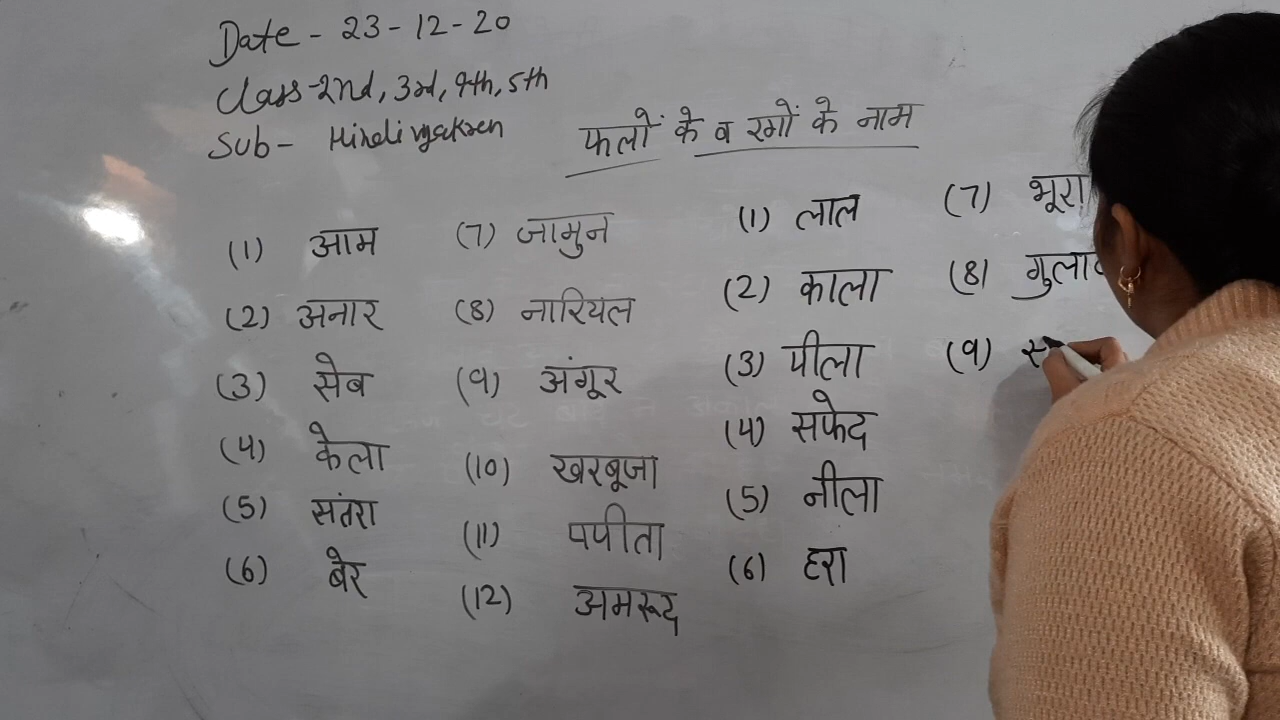 Date - 23-12-20
Class-2nd, 3rd, 4th, 5th
Sub- Hindi vyakren
फलों के व रगों के नाम
(1) आम
(2) अनार
(3) सेब
(4) केला
(5) संतरा
(6) बेर
(7) जामुन
(8) नारियल
(9) अंगूर
(10) खरबूजा
(11) पपीता
(12) अमरूद
(1) लाल
(2) काला
(3) पीला
(4) सफेद
(5) नीला
(6) हरा
(7) भूरा
(8)
(9)